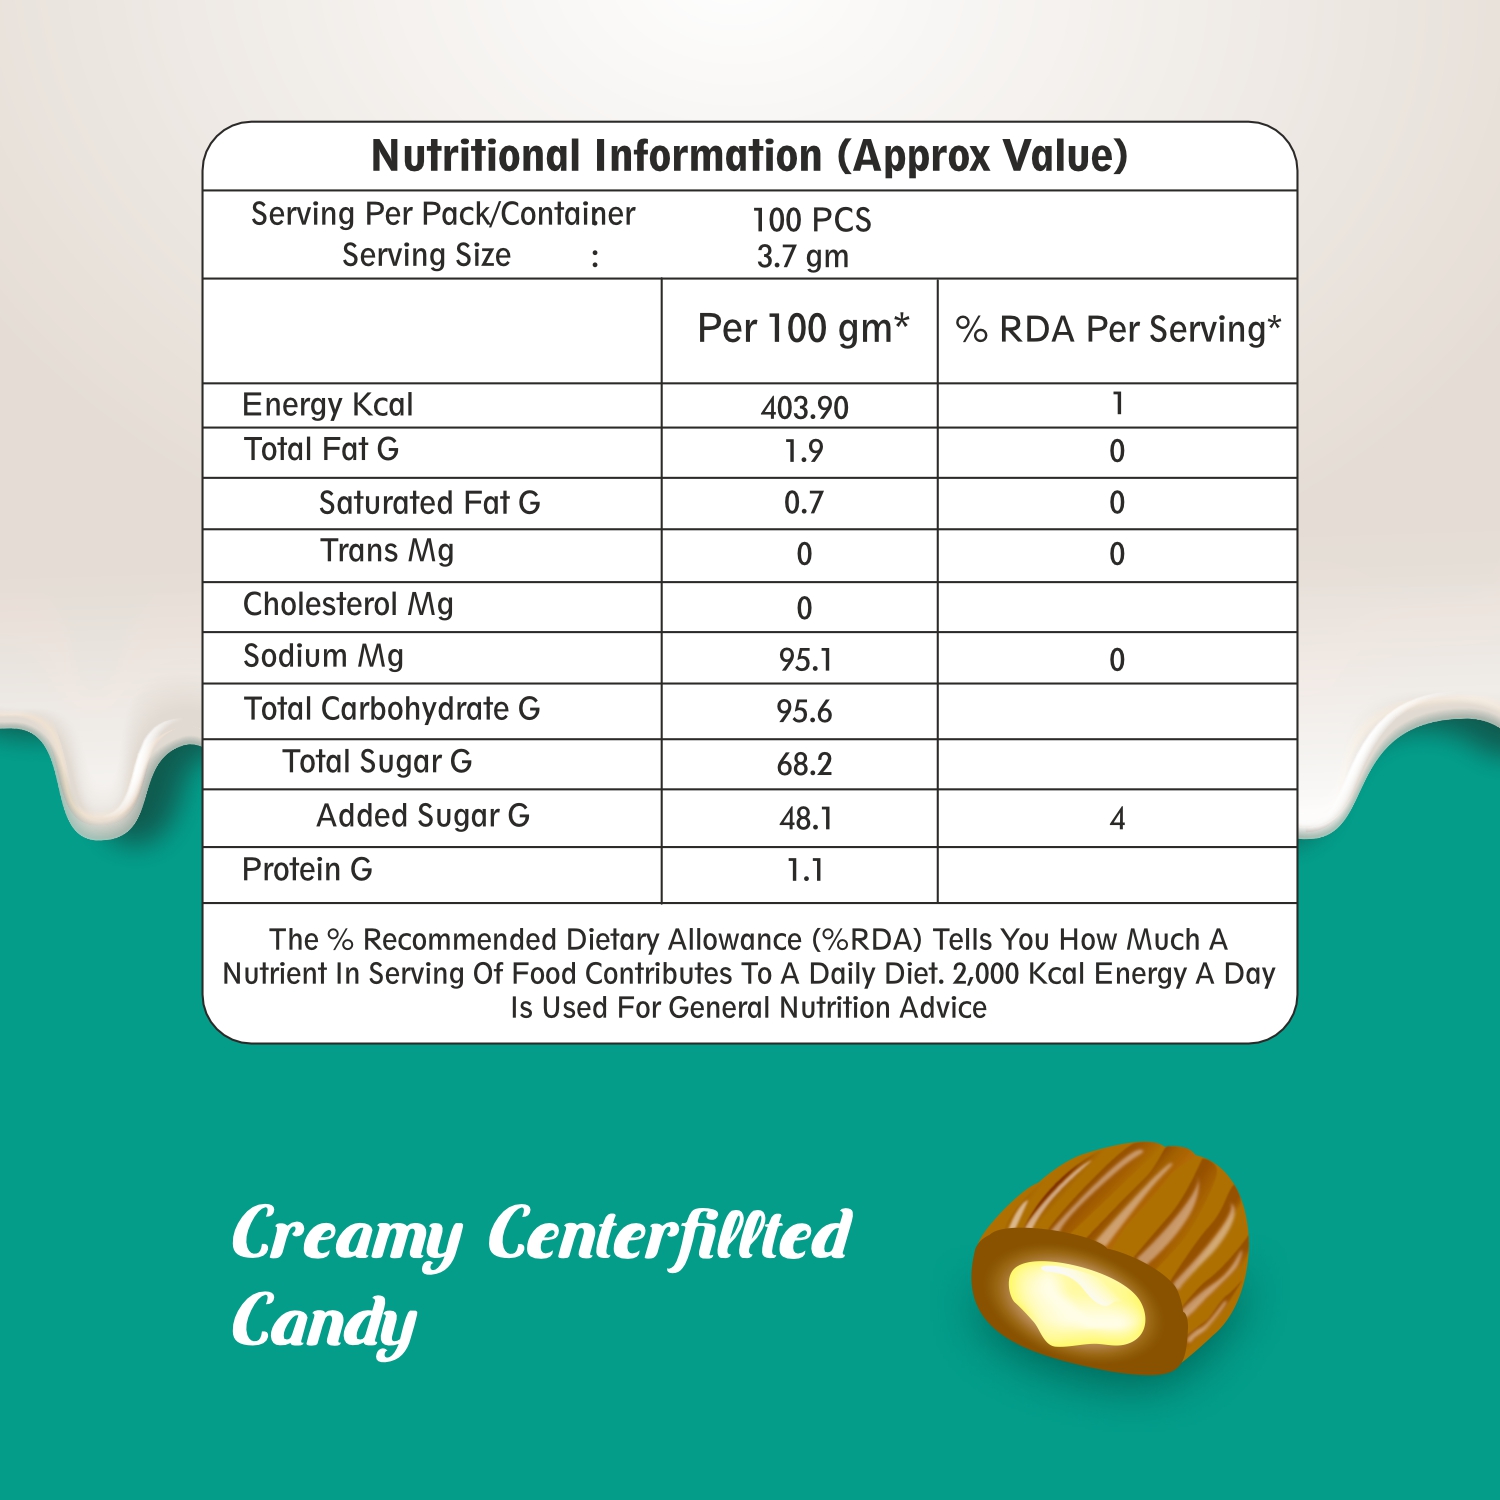 Nutritional Information (Approx Value)
Serving Per Pack/Container : 100 PCS
Serving Size : 3.7 gm
Per 100 gm* % RDA Per Serving*
Energy Kcal 403.90 1
Total Fat G 1.9 0
Saturated Fat G 0.7 0
Trans Mg 0 0
Cholesterol Mg 0
Sodium Mg 95.1 0
Total Carbohydrate G 95.6
Total Sugar G 68.2
Added Sugar G 48.1 4
Protein G 1.1
The % Recommended Dietary Allowance (%RDA) Tells You How Much A
Nutrient In Serving Of Food Contributes To A Daily Diet. 2,000 Kcal Energy A Day
Is Used For General Nutrition Advice
Creamy Centerfillted
Candy